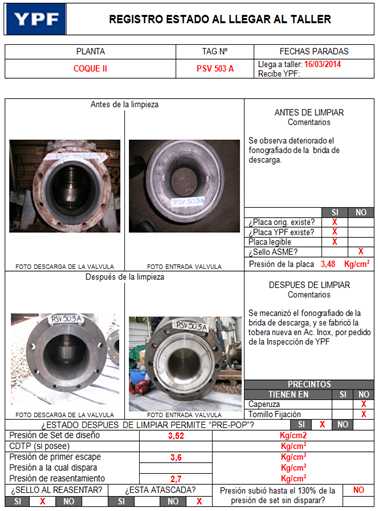 YPF
REGISTRO ESTADO AL LLEGAR AL TALLER
PLANTA TAG Nº FECHAS PARADAS
COQUE II PSV 503 A Llega a taller: 16/03/2014
Recibe YPF:
Antes de la limpieza
ANTES DE LIMPIAR
Comentarios
Se observa deteriorado el
fonografiado de la brida de
descarga.
PSV503A
SI NO
¿Placa orig. existe? X
¿Placa YPF existe? X
Placa legible X
¿Sello ASME? X
Presión de la placa 3,48 Kg/cm²
FOTO DESCARGA DE LA VALVULA FOTO ENTRADA VALVULA
Después de la limpieza
DESPUES DE LIMPIAR
Comentarios
Se mecanizó el fonografiado de la
brida de descarga, y se fabricó la
tobera nueva en Ac. Inox, por pedido
de la Inspección de YPF
PSV503A PSV503A
PRECINTOS
TIENEN EN SI NO
Caperuza X
Tornillo Fijación X
FOTO DESCARGA DE LA VALVULA FOTO ENTRADA VALVULA
¿ESTADO DESPUES DE LIMPIAR PERMITE “PRE-POP”? SI X NO
Presión de Set de diseño 3,52 Kg/cm2
CDTP (si posee) Kg/cm²
Presión de primer escape 3,6 Kg/cm²
Presión a la cual dispara Kg/cm²
Presión de reasentamiento 2,7 Kg/cm²
¿SELLO AL REASENTAR? ¿ESTA ATASCADA? Presión subió hasta el 130% de la
presión de set sin disparar? NO
SI X NO SI NO X